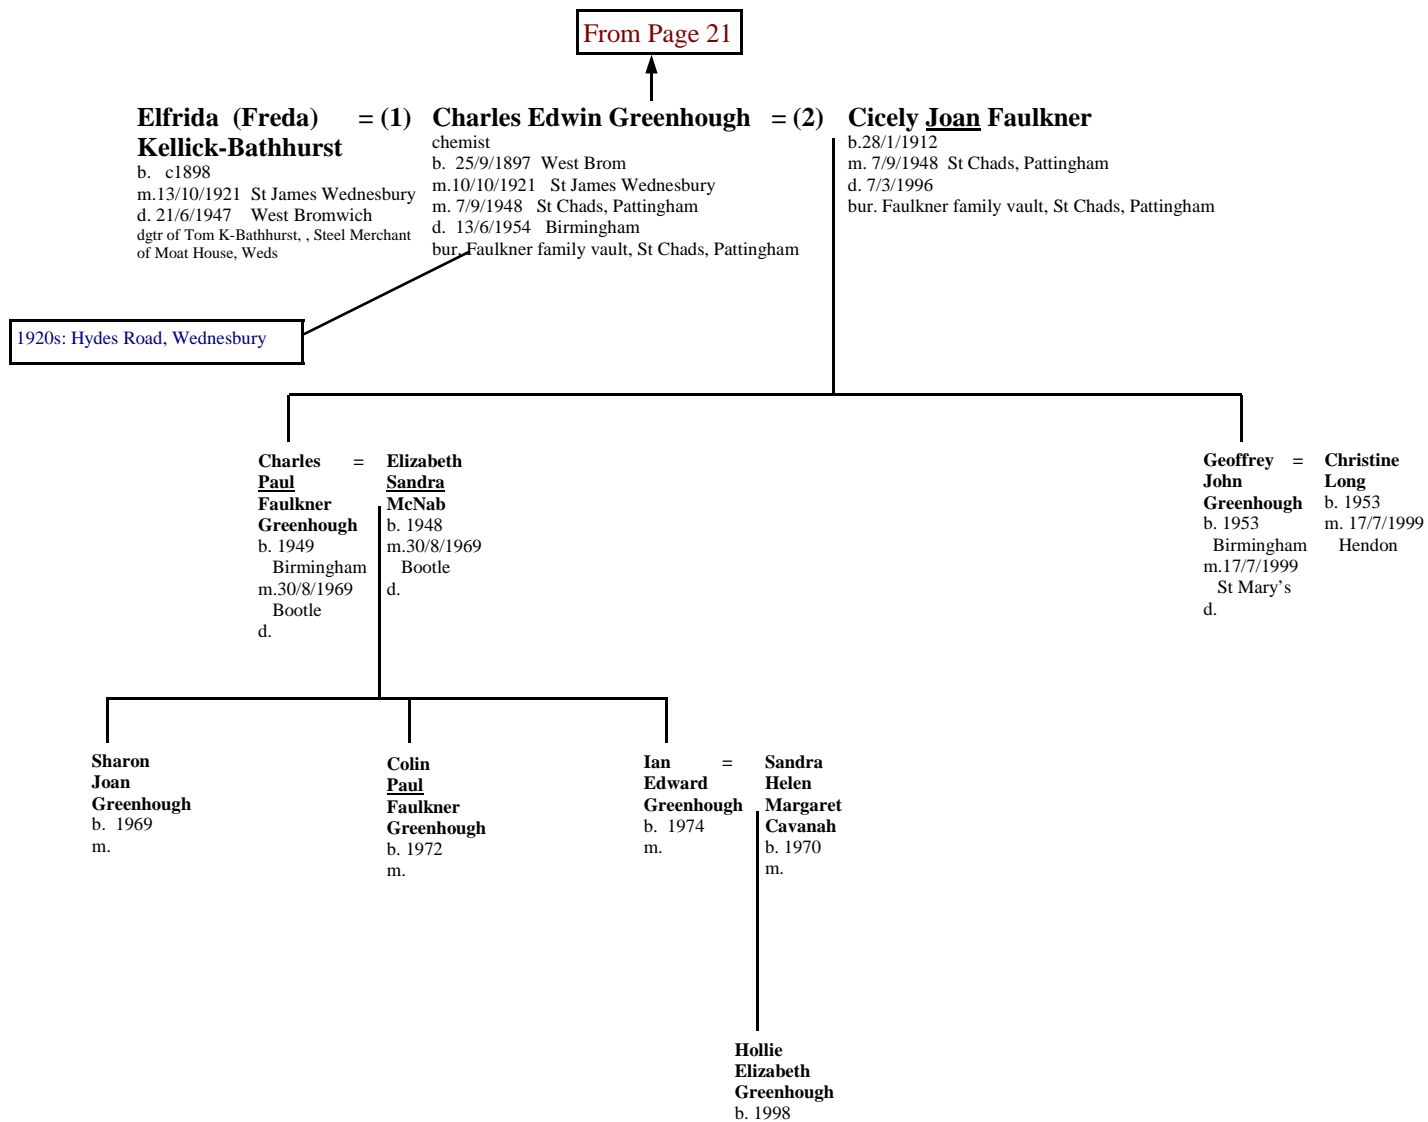 From Page 21
Elfrida (Freda) = (1)
Kellick-Bathhurst
b. c1898
m.13/10/1921 St James Wednesbury
d. 21/6/1947 West Bromwich
dgtr of Tom K-Bathhurst, , Steel Merchant
of Moat House, Weds
Charles Edwin Greenhough = (2)
chemist
b. 25/9/1897 West Brom
m.10/10/1921 St James Wednesbury
m. 7/9/1948 St Chads, Pattingham
d. 13/6/1954 Birmingham
bur. Faulkner family vault, St Chads, Pattingham
Cicely Joan Faulkner
b.28/1/1912
m. 7/9/1948 St Chads, Pattingham
d. 7/3/1996
bur. Faulkner family vault, St Chads, Pattingham
1920s: Hydes Road, Wednesbury
Charles =
Paul
Faulkner
Greenhough
b. 1949
Birmingham
m.30/8/1969
Bootle
d.
Elizabeth
Sandra
McNab
b. 1948
m.30/8/1969
Bootle
d.
Geoffrey =
John
Greenhough
b. 1953
Birmingham
m.17/7/1999
St Mary’s
d.
Christine
Long
b. 1953
m. 17/7/1999
Hendon
Sharon
Joan
Greenhough
b. 1969
m.
Colin
Paul
Faulkner
Greenhough
b. 1972
m.
Ian =
Edward
Greenhough
b. 1974
m.
Sandra
Helen
Margaret
Cavanah
b. 1970
m.
Hollie
Elizabeth
Greenhough
b. 1998